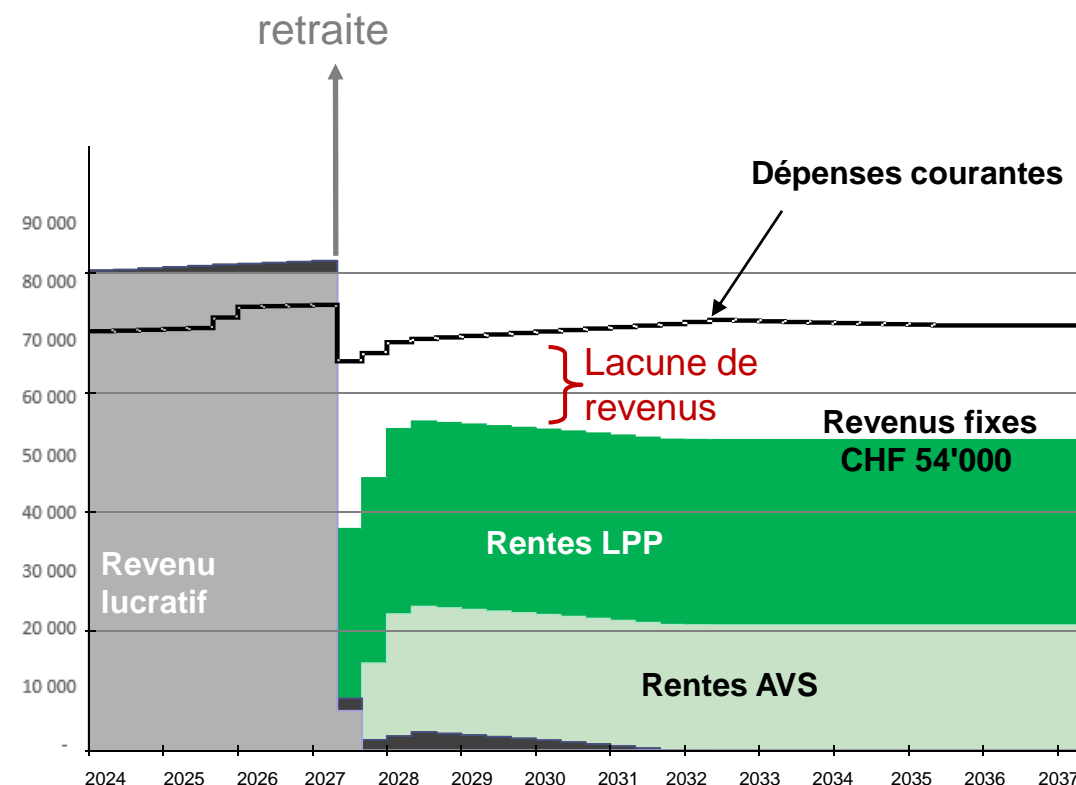 retraite
Dépenses courantes
90 000
80 000
70 000
60 000
50 000
40 000
30 000
20 000
10 000
-
Lacune de
revenus
Revenus fixes
CHF 54'000
Rentes LPP
Revenu
lucratif
Rentes AVS
2024 2025 2026 2027 2028 2029 2030 2031 2032 2033 2034 2035 2036 2037